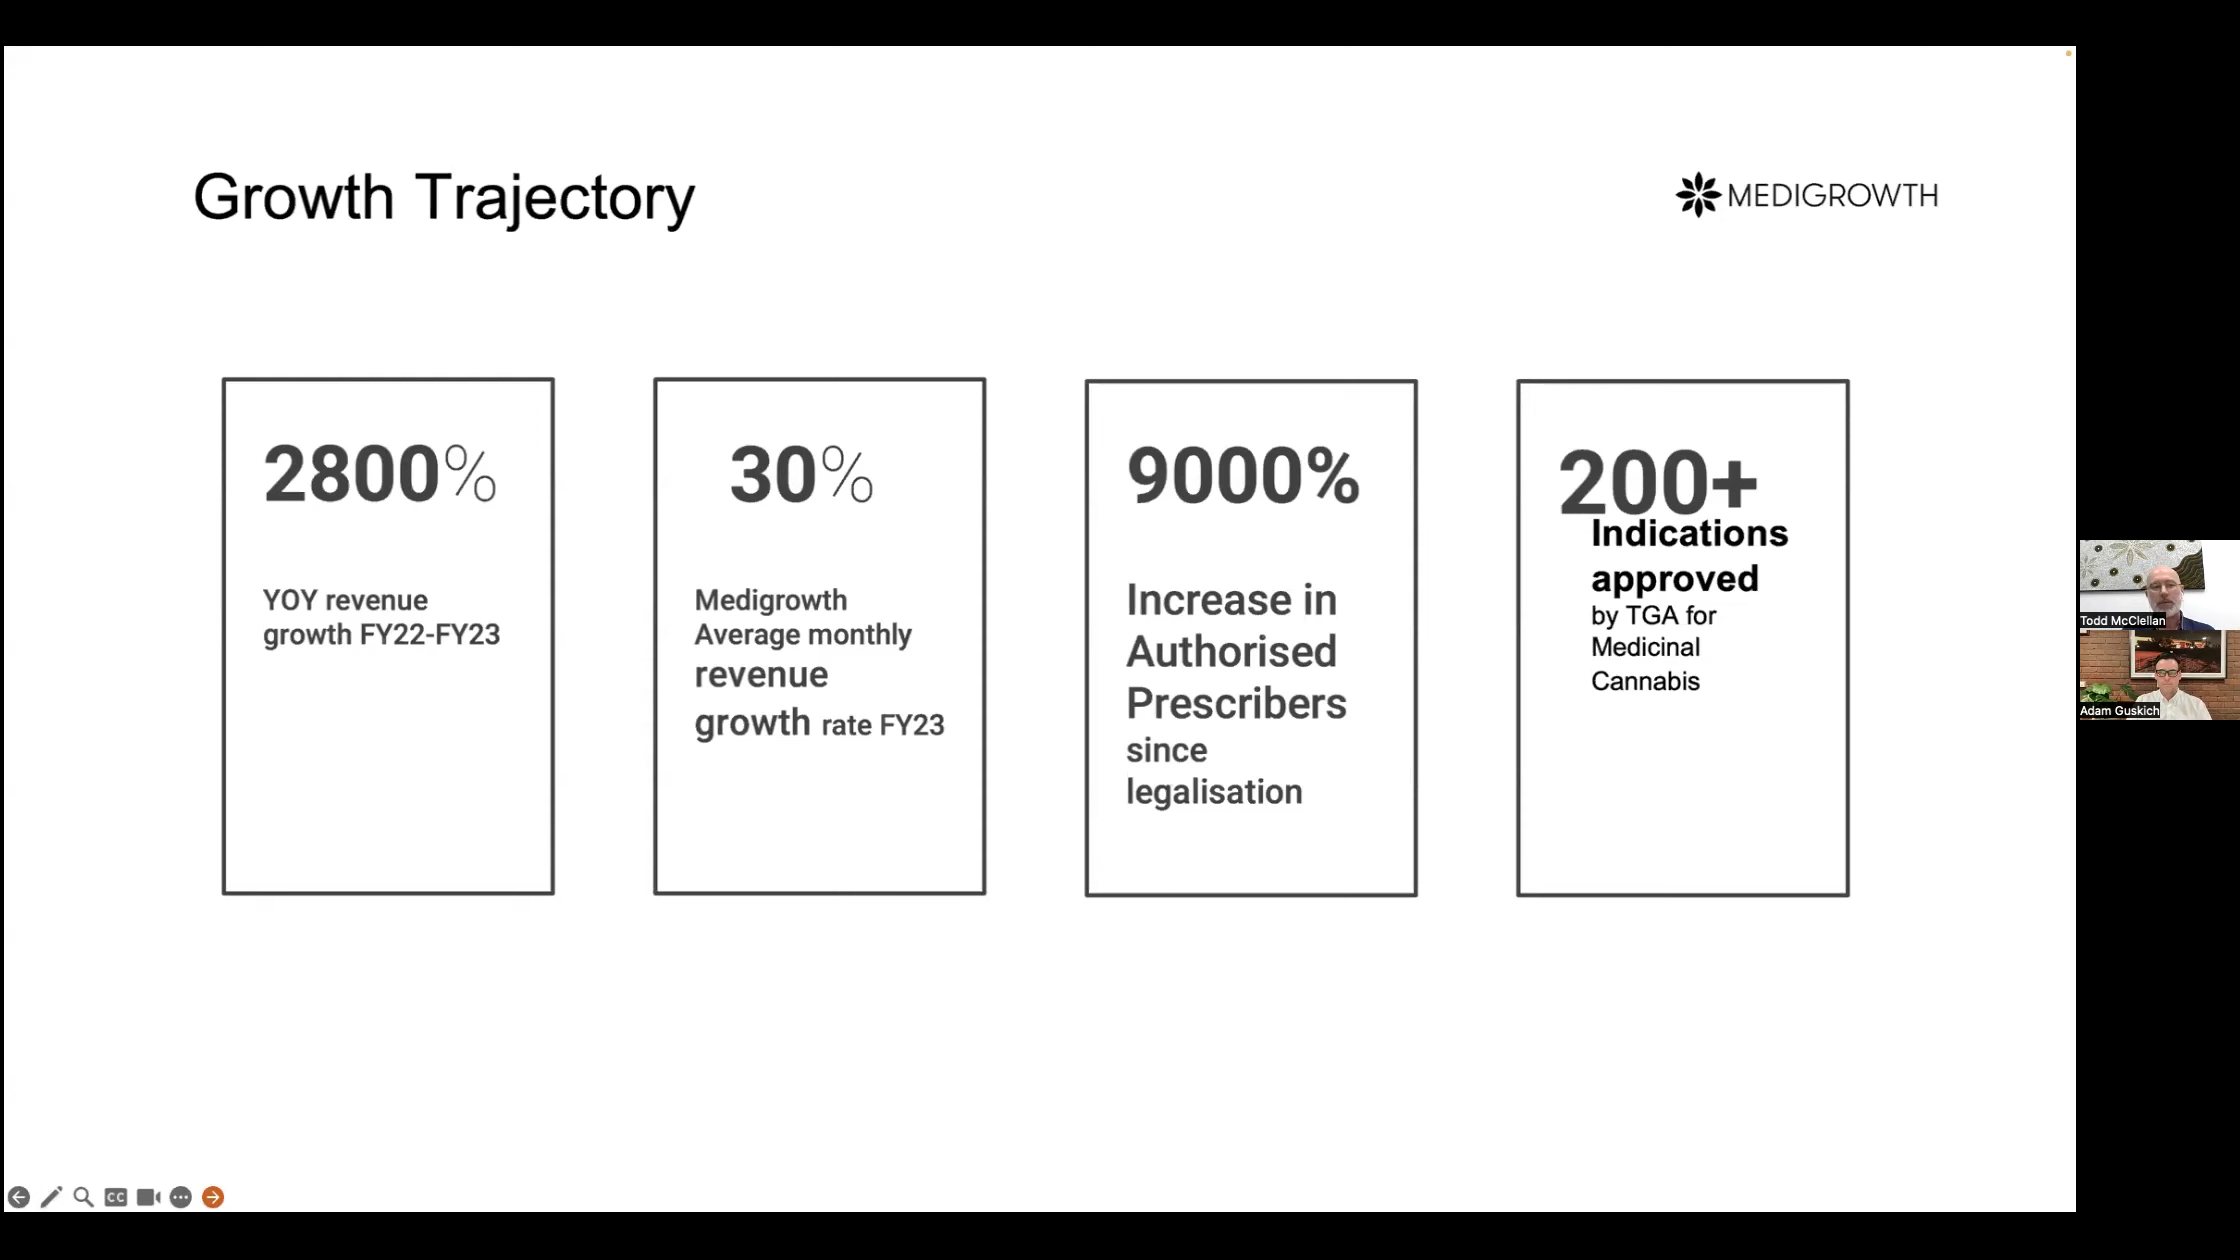 Growth Trajectory
MEDIGROWTH
2800%
YOY revenue
growth FY22-FY23
30%
Medigrowth
Average monthly
revenue
growth rate FY23
9000%
Increase in
Authorised
Prescribers
since
legalisation
200+
Indications
approved
by TGA for
Medicinal
Cannabis
Todd McClellan
Adam Guskich
CC